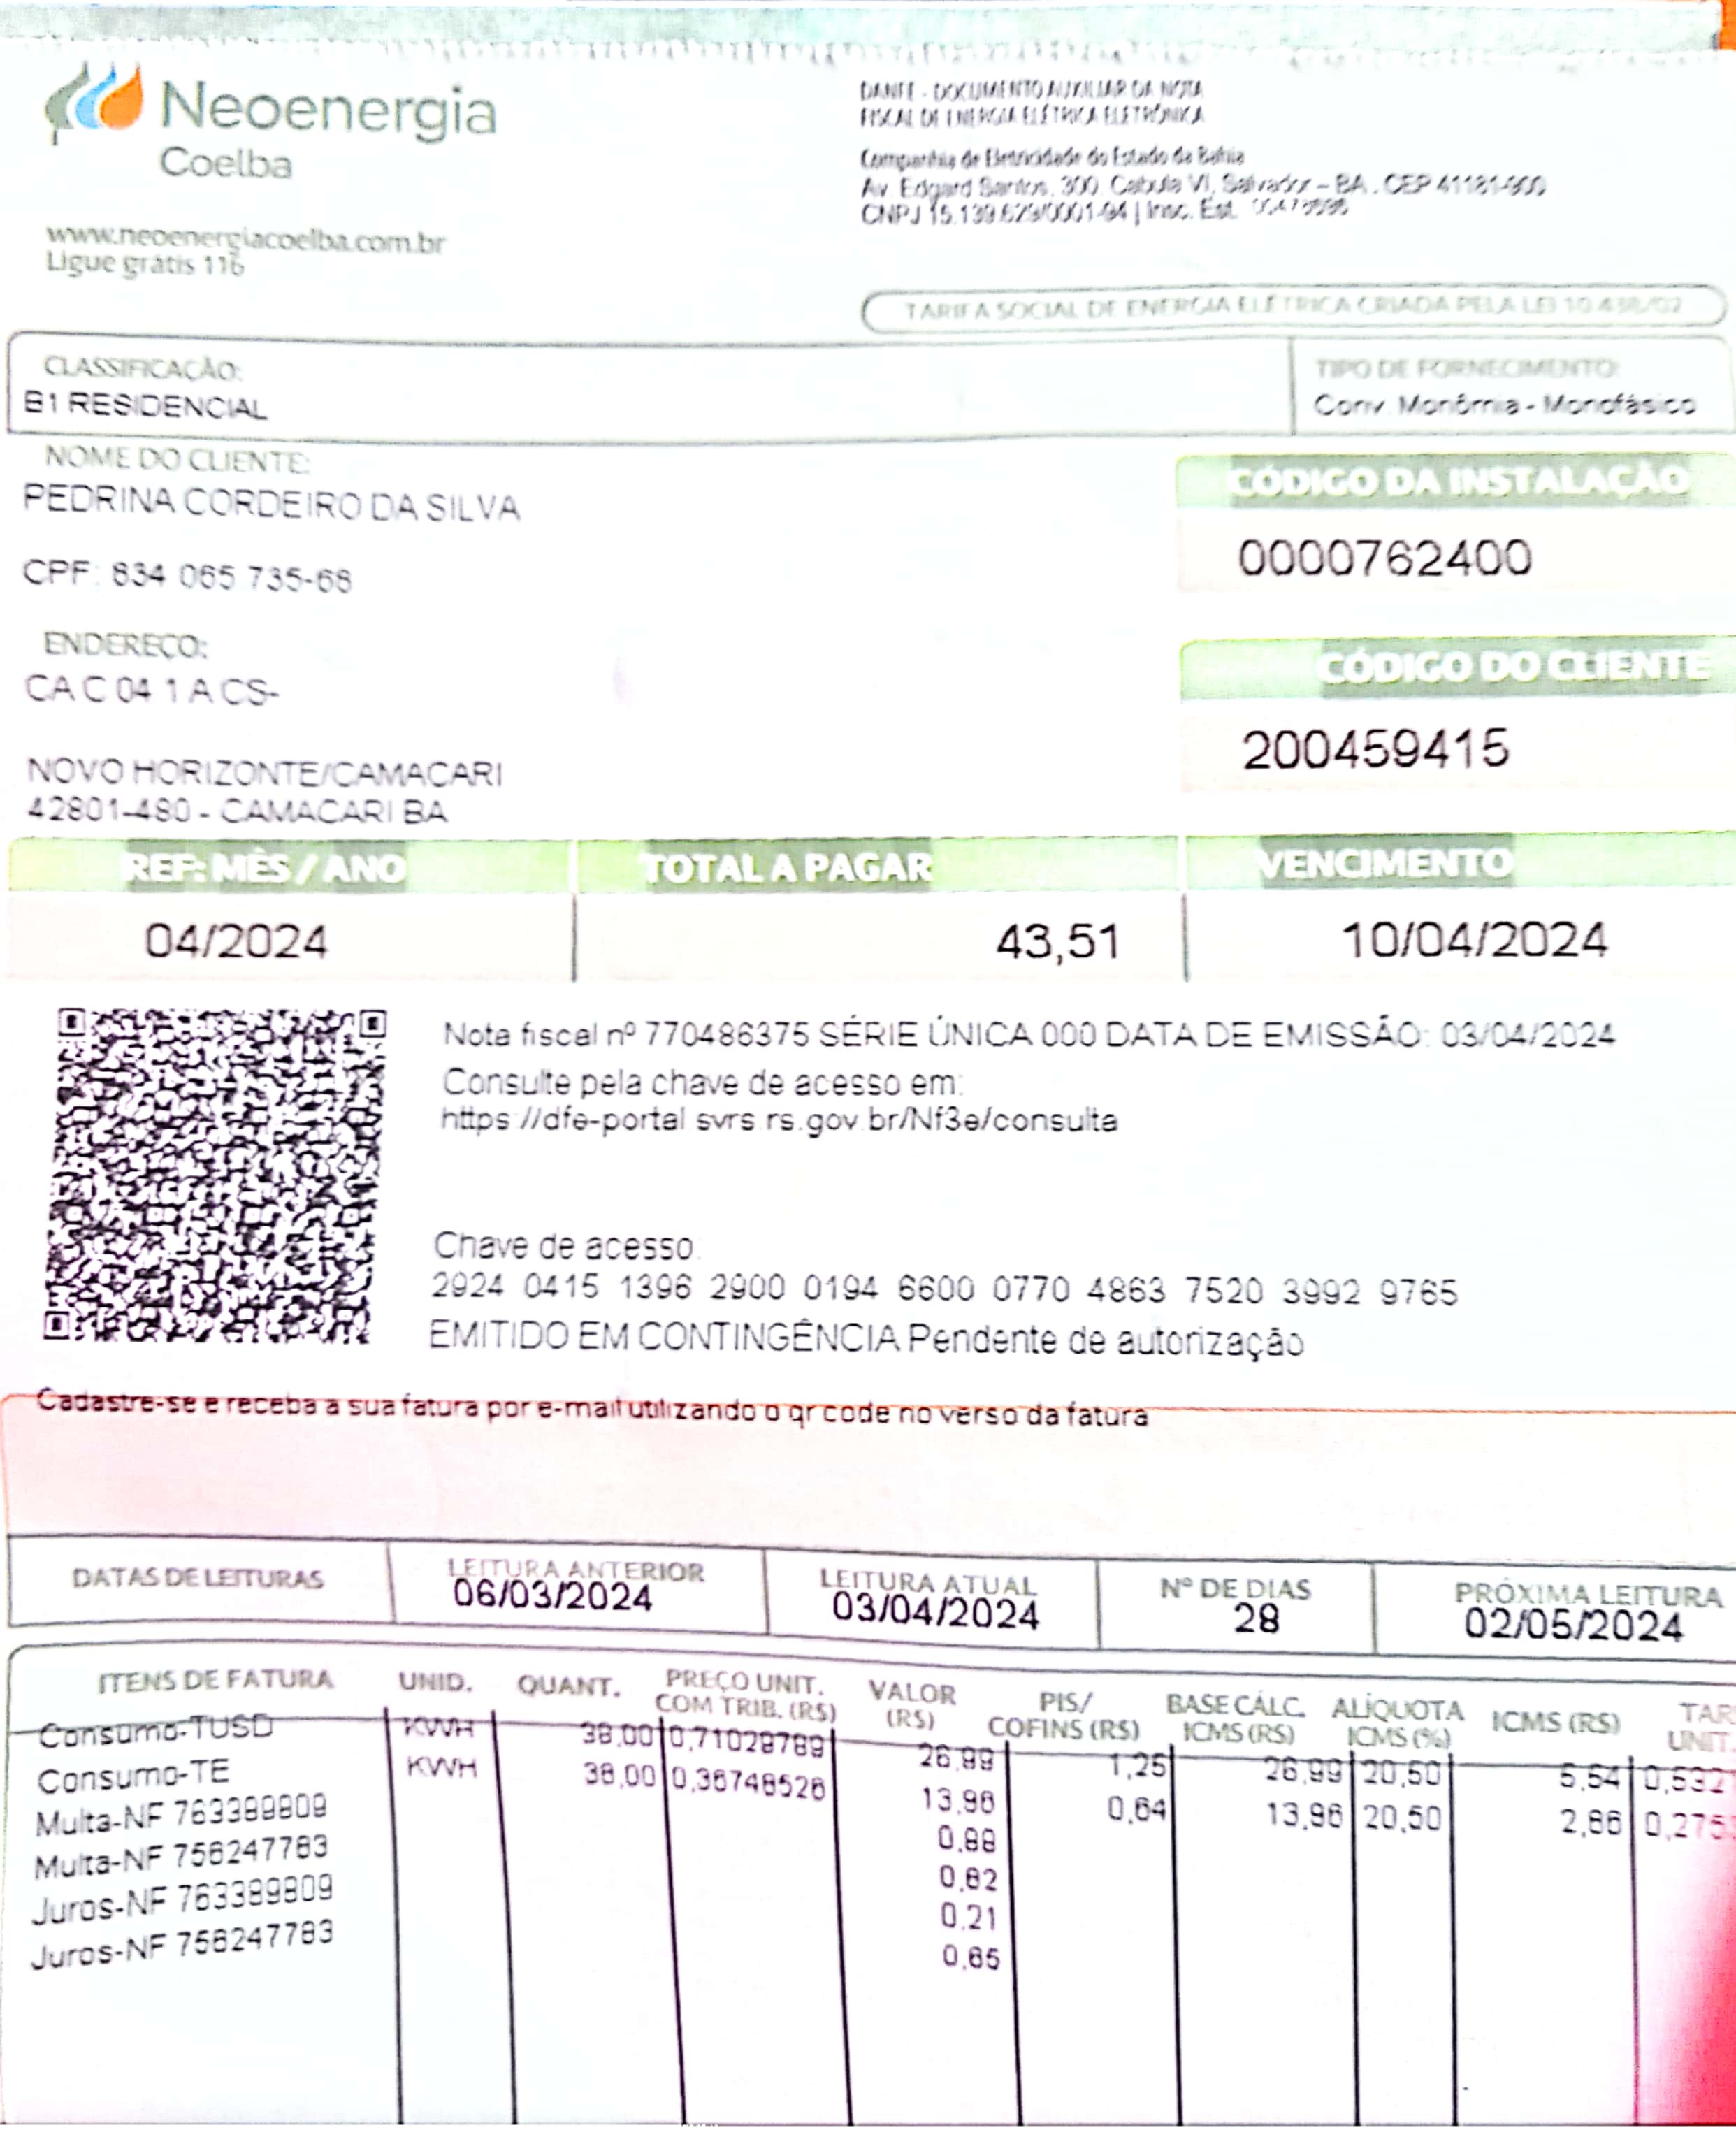 Neoenergia
Coelba
www.neoenergiacoelba.com.br
Ligue grátis 116
DANFE - DOCUMENTO AUXILIAR DA NOTA
FISCAL DE ENERGIA ELÉTRICA ELETRÔNICA
Companhia de Eletricidade do Estado da Bahia
Av. Edgard Santos, 300, Cabula VI, Salvador – BA . CEP 41181-900
CNPJ 15.139.629/0001-94 | Insc. Est.
TARIFA SOCIAL DE ENERGIA ELÉTRICA CRIADA PELA LEI 10.438/02
CLASSIFICAÇÃO:
B1 RESIDENCIAL
TIPO DE FORNECIMENTO:
Conv. Monômia - Monofásico
NOME DO CLIENTE:
PEDRINA CORDEIRO DA SILVA
CPF: 834 065 735-68
ENDEREÇO:
CA C 04 1 A CS-
NOVO HORIZONTE/CAMACARI
42801-480 - CAMACARI BA
CÓDIGO DA INSTALAÇÃO
0000762400
CÓDIGO DO CLIENTE
200459415
REF: MÊS / ANO TOTAL A PAGAR VENCIMENTO
04/2024 43,51 10/04/2024
Nota fiscal nº 770486375 SÉRIE ÚNICA 000 DATA DE EMISSÃO: 03/04/2024
Consulte pela chave de acesso em:
https://dfe-portal.svrs.rs.gov.br/Nf3e/consulta
Chave de acesso:
2924 0415 1396 2900 0194 6600 0770 4863 7520 3992 9765
EMITIDO EM CONTINGÊNCIA Pendente de autorização
Cadastre-se e receba a sua fatura por e-mail utilizando o qr code no verso da fatura
DATAS DE LEITURAS LEITURA ANTERIOR LEITURA ATUAL Nº DE DIAS PRÓXIMA LEITURA
06/03/2024 03/04/2024 28 02/05/2024
ITENS DE FATURA UNID. QUANT. PREÇO UNIT. COM TRIB. (R$) VALOR (R$) PIS/ COFINS (R$) BASE CÁLC. ICMS (R$) ALÍQUOTA ICMS (%) ICMS (R$) TAR UNIT.
Consumo-TUSD KWH 38,00 0,71029789 26,99 1,25 26,99 20,50 5,54 0,532
Consumo-TE KWH 38,00 0,36748526 13,96 0,64 13,96 20,50 2,86 0,275
Multa-NF 763389809 0,88
Multa-NF 756247783 0,82
Juros-NF 763389809 0,21
Juros-NF 756247783 0,65